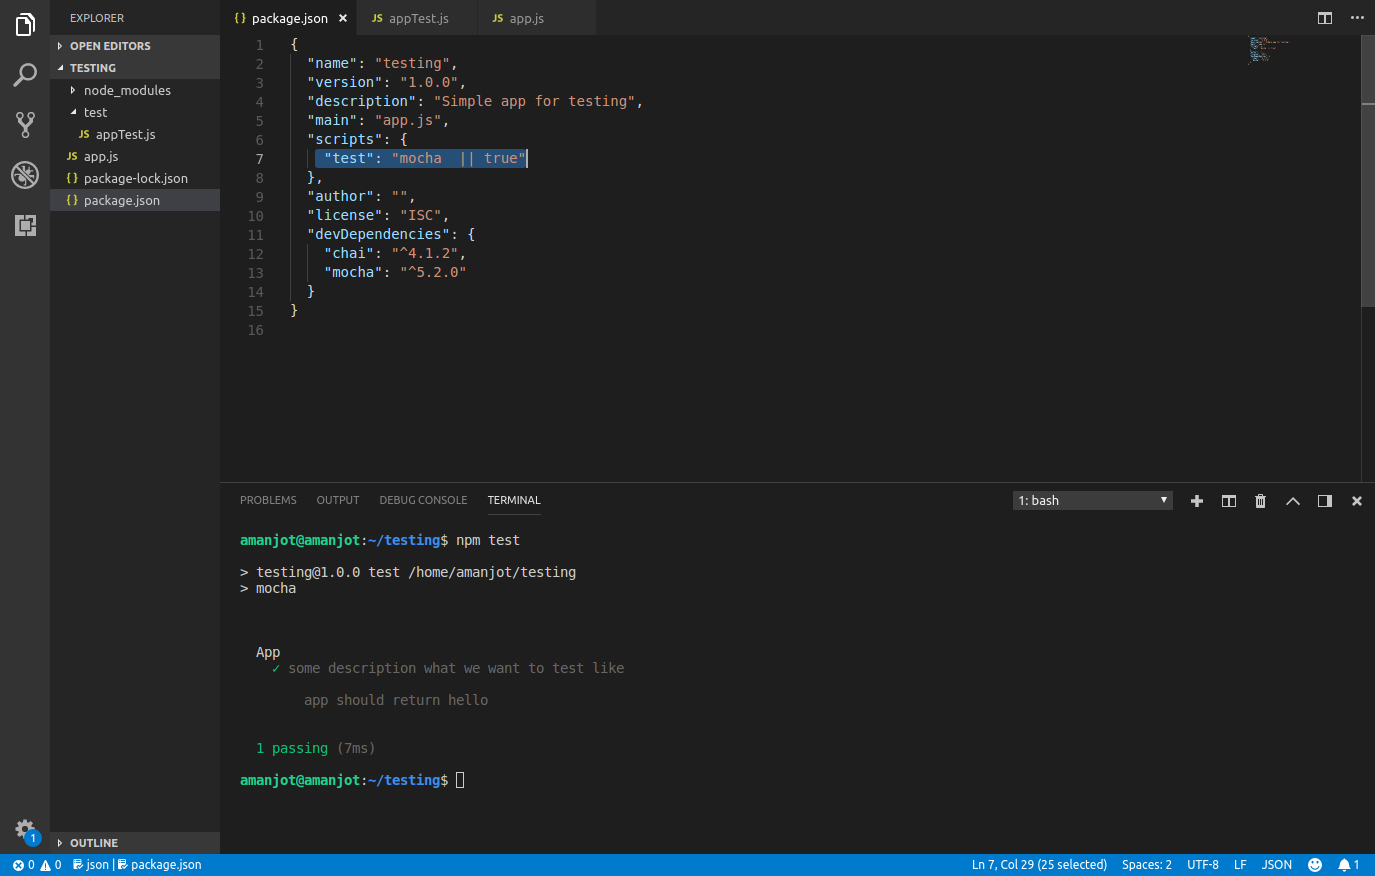 EXPLORER
OPEN EDITORS
TESTING
node_modules
test
JS appTest.js
JS app.js
{} package-lock.json
{} package.json
OUTLINE
{} package.json × JS appTest.js JS app.js
1 {
2 "name": "testing",
3 "version": "1.0.0",
4 "description": "Simple app for testing",
5 "main": "app.js",
6 "scripts": {
7 "test": "mocha  || true"
8 },
9 "author": "",
10 "license": "ISC",
11 "devDependencies": {
12 "chai": "^4.1.2",
13 "mocha": "^5.2.0"
14 }
15 }
16
PROBLEMS OUTPUT DEBUG CONSOLE TERMINAL 1: bash
amanjot@amanjot:~/testing$ npm test
> testing@1.0.0 test /home/amanjot/testing
> mocha
App
✓ some description what we want to test like
app should return hello
1 passing (7ms)
amanjot@amanjot:~/testing$
1
0 0 json | package.json Ln 7, Col 29 (25 selected) Spaces: 2 UTF-8 LF JSON 1